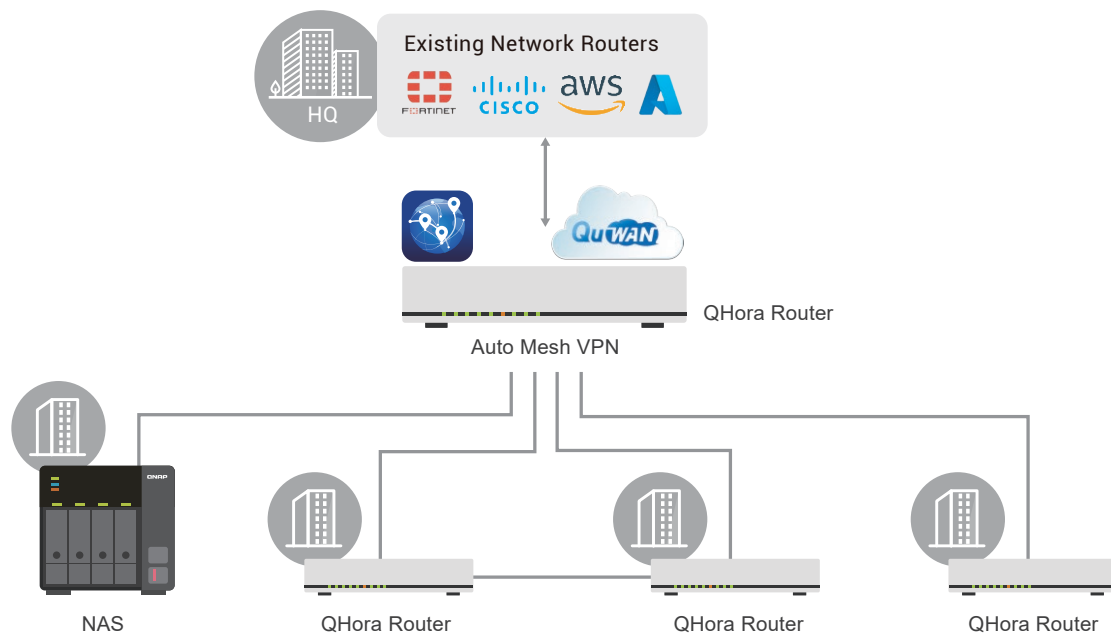 Existing Network Routers
FORTINET
CISCO
aws
HQ
QuWAN
QHora Router
Auto Mesh VPN
QNAP
NAS
QHora Router
QHora Router
QHora Router